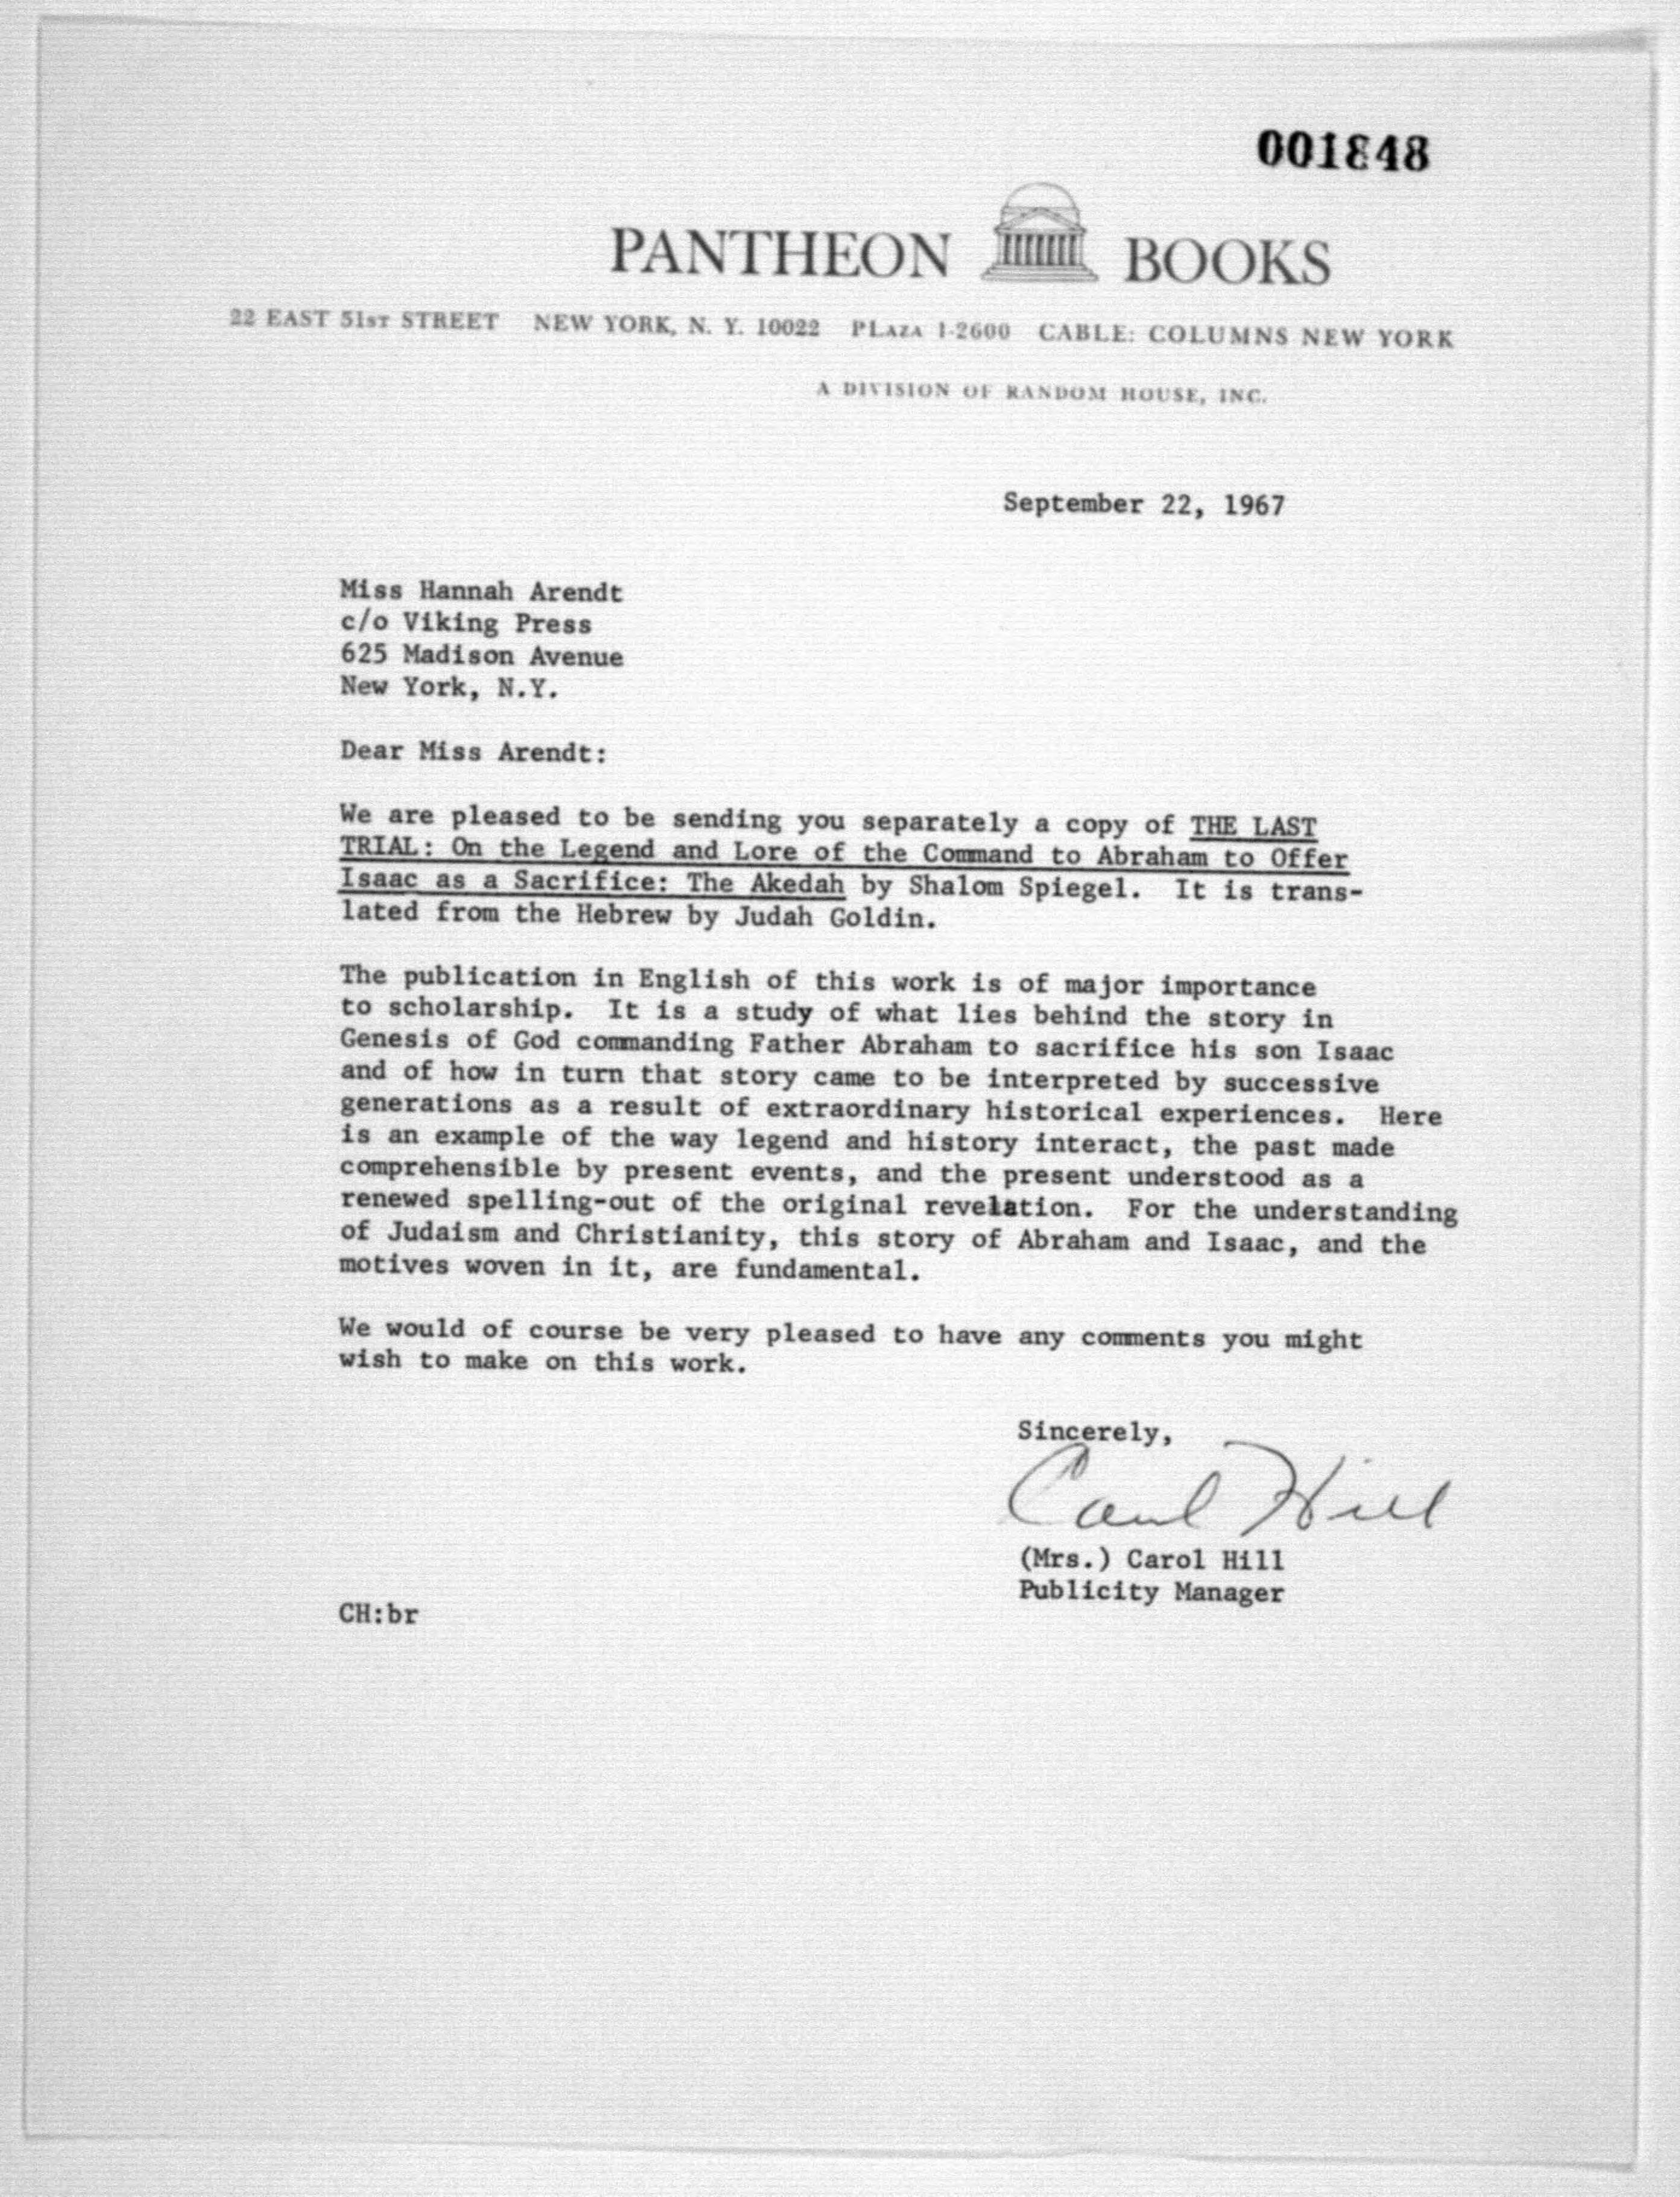 001848
PANTHEON BOOKS
22 EAST 51ST STREET NEW YORK, N. Y. 10022 PLAZA 1-2600 CABLE: COLUMNS NEW YORK
A DIVISION OF RANDOM HOUSE, INC.
September 22, 1967
Miss Hannah Arendt
c/o Viking Press
625 Madison Avenue
New York, N.Y.
Dear Miss Arendt:
We are pleased to be sending you separately a copy of THE LAST
TRIAL: On the Legend and Lore of the Command to Abraham to Offer
Isaac as a Sacrifice: The Akedah by Shalom Spiegel. It is trans-
lated from the Hebrew by Judah Goldin.
The publication in English of this work is of major importance
to scholarship. It is a study of what lies behind the story in
Genesis of God commanding Father Abraham to sacrifice his son Isaac
and of how in turn that story came to be interpreted by successive
generations as a result of extraordinary historical experiences. Here
is an example of the way legend and history interact, the past made
comprehensible by present events, and the present understood as a
renewed spelling-out of the original revelation. For the understanding
of Judaism and Christianity, this story of Abraham and Isaac, and the
motives woven in it, are fundamental.
We would of course be very pleased to have any comments you might
wish to make on this work.
Sincerely,
Carol Hill
(Mrs.) Carol Hill
Publicity Manager
CH:br